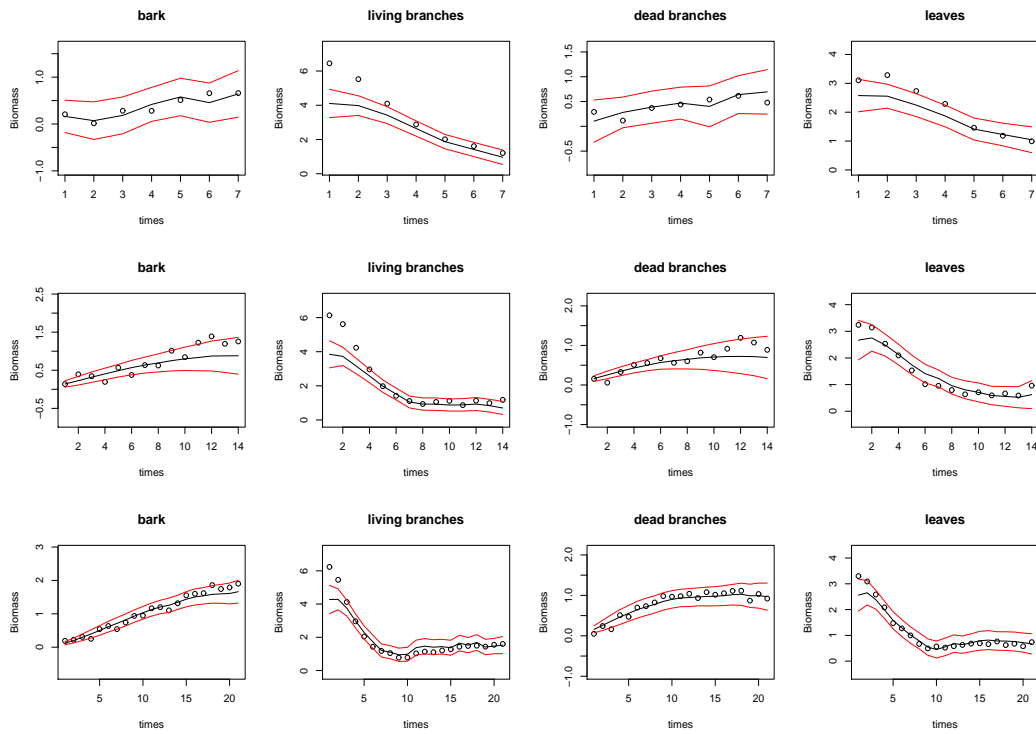 bark living branches dead branches leaves
Biomass Biomass Biomass Biomass
−1.0 0.0 1.0
0 2 4 6
−0.5 0.5 1.5
0 1 2 3 4
1 2 3 4 5 6 7 1 2 3 4 5 6 7 1 2 3 4 5 6 7 1 2 3 4 5 6 7
times times times times
bark living branches dead branches leaves
Biomass Biomass Biomass Biomass
−0.5 0.5 1.5 2.5
0 2 4 6
−1.0 0.0 1.0 2.0
0 1 2 3 4
2 4 6 8 10 12 14 2 4 6 8 10 12 14 2 4 6 8 10 12 14 2 4 6 8 10 12 14
times times times times
bark living branches dead branches leaves
Biomass Biomass Biomass Biomass
0 1 2 3
0 2 4 6
−1.0 0.0 1.0 2.0
0 1 2 3 4
5 10 15 20 5 10 15 20 5 10 15 20 5 10 15 20
times times times times